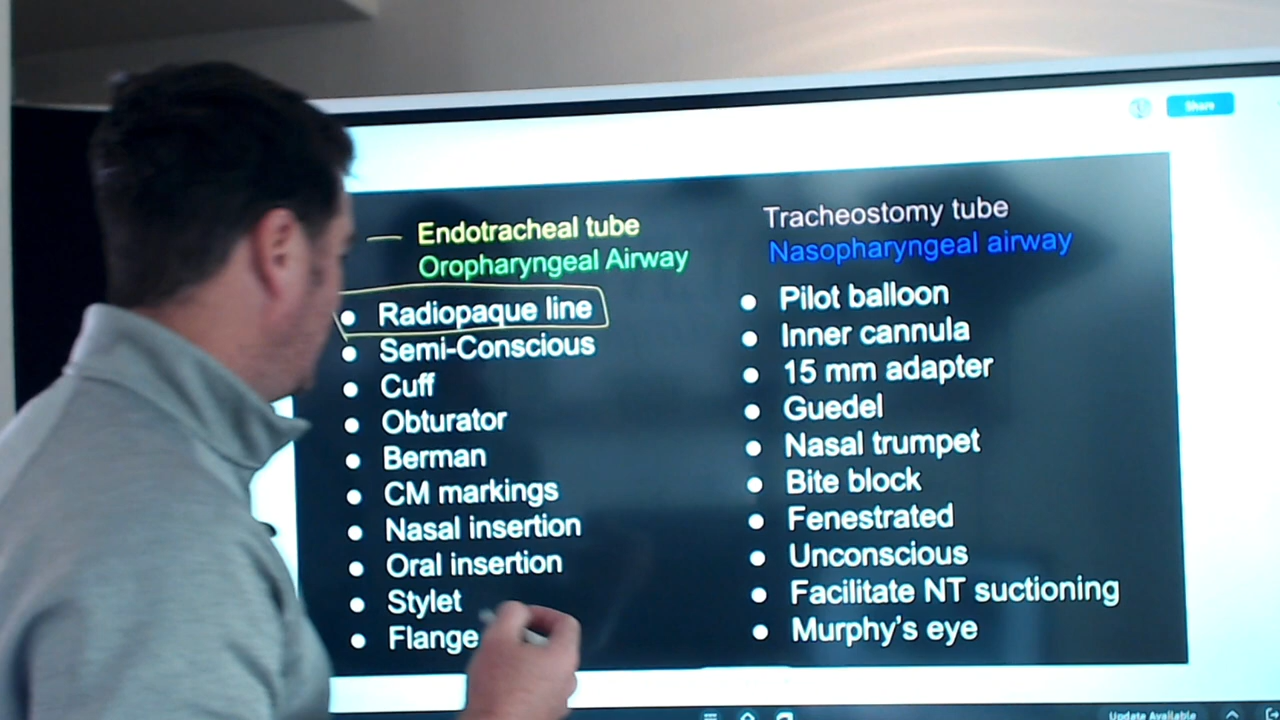 Share
Endotracheal tube
Oropharyngeal Airway
Tracheostomy tube
Nasopharyngeal airway
Radiopaque line
Semi-Conscious
Cuff
Obturator
Berman
CM markings
Nasal insertion
Oral insertion
Stylet
Flange
Pilot balloon
Inner cannula
15 mm adapter
Guedel
Nasal trumpet
Bite block
Fenestrated
Unconscious
Facilitate NT suctioning
Murphy's eye
Update Available